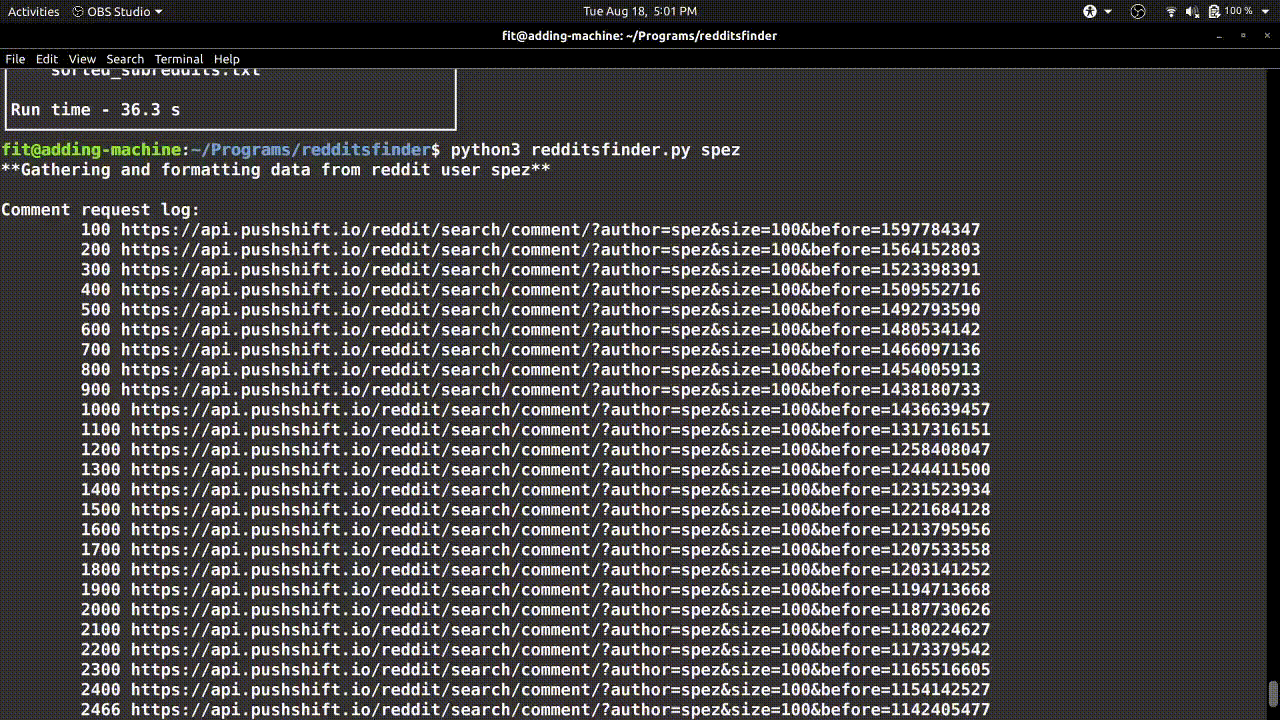 Activities OBS Studio Tue Aug 18, 5:01 PM 100 %
fit@adding-machine: ~/Programs/redditsfinder
File Edit View Search Terminal Help
sorted_subreddits.txt
Run time - 36.3 s
fit@adding-machine:~/Programs/redditsfinder$ python3 redditsfinder.py spez
**Gathering and formatting data from reddit user spez**
Comment request log:
100 https://api.pushshift.io/reddit/search/comment/?author=spez&size=100&before=1597784347
200 https://api.pushshift.io/reddit/search/comment/?author=spez&size=100&before=1564152803
300 https://api.pushshift.io/reddit/search/comment/?author=spez&size=100&before=1523398391
400 https://api.pushshift.io/reddit/search/comment/?author=spez&size=100&before=1509552716
500 https://api.pushshift.io/reddit/search/comment/?author=spez&size=100&before=1492793590
600 https://api.pushshift.io/reddit/search/comment/?author=spez&size=100&before=1480534142
700 https://api.pushshift.io/reddit/search/comment/?author=spez&size=100&before=1466097136
800 https://api.pushshift.io/reddit/search/comment/?author=spez&size=100&before=1454005913
900 https://api.pushshift.io/reddit/search/comment/?author=spez&size=100&before=1438180733
1000 https://api.pushshift.io/reddit/search/comment/?author=spez&size=100&before=1436639457
1100 https://api.pushshift.io/reddit/search/comment/?author=spez&size=100&before=1317316151
1200 https://api.pushshift.io/reddit/search/comment/?author=spez&size=100&before=1258408047
1300 https://api.pushshift.io/reddit/search/comment/?author=spez&size=100&before=1244411500
1400 https://api.pushshift.io/reddit/search/comment/?author=spez&size=100&before=1231523934
1500 https://api.pushshift.io/reddit/search/comment/?author=spez&size=100&before=1221684128
1600 https://api.pushshift.io/reddit/search/comment/?author=spez&size=100&before=1213795956
1700 https://api.pushshift.io/reddit/search/comment/?author=spez&size=100&before=1207533558
1800 https://api.pushshift.io/reddit/search/comment/?author=spez&size=100&before=1203141252
1900 https://api.pushshift.io/reddit/search/comment/?author=spez&size=100&before=1194713668
2000 https://api.pushshift.io/reddit/search/comment/?author=spez&size=100&before=1187730626
2100 https://api.pushshift.io/reddit/search/comment/?author=spez&size=100&before=1180224627
2200 https://api.pushshift.io/reddit/search/comment/?author=spez&size=100&before=1173379542
2300 https://api.pushshift.io/reddit/search/comment/?author=spez&size=100&before=1165516605
2400 https://api.pushshift.io/reddit/search/comment/?author=spez&size=100&before=1154142527
2466 https://api.pushshift.io/reddit/search/comment/?author=spez&size=100&before=1142405477